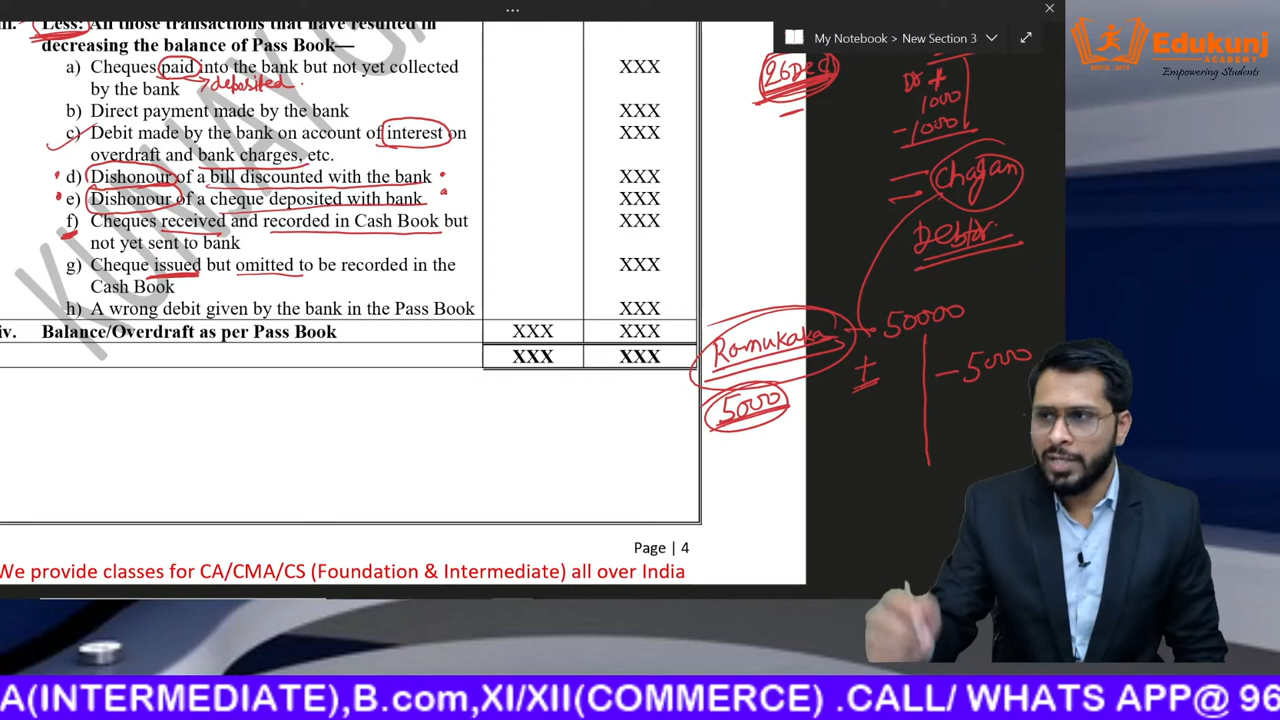 ...
My Notebook > New Section 3
Edukunj
ACADEMY
Empowering Students
Less: All those transactions that have resulted in
decreasing the balance of Pass Book—
a) Cheques paid into the bank but not yet collected XXX
by the bank
deposited
b) Direct payment made by the bank XXX
c) Debit made by the bank on account of interest on XXX
overdraft and bank charges, etc.
d) Dishonour of a bill discounted with the bank XXX
e) Dishonour of a cheque deposited with bank XXX
f) Cheques received and recorded in Cash Book but XXX
not yet sent to bank
g) Cheque issued but omitted to be recorded in the XXX
Cash Book
h) A wrong debit given by the bank in the Pass Book XXX
iv. Balance/Overdraft as per Pass Book XXX XXX
XXX XXX
26 Dec
+
1000
-1000
Chagan
Debtor
Ramukaka
5000
+ 50000
±
- 5000
KUNAY
Page | 4
We provide classes for CA/CMA/CS (Foundation & Intermediate) all over India
A(INTERMEDIATE),B.com,XI/XII(COMMERCE) .CALL/ WHATS APP@ 96